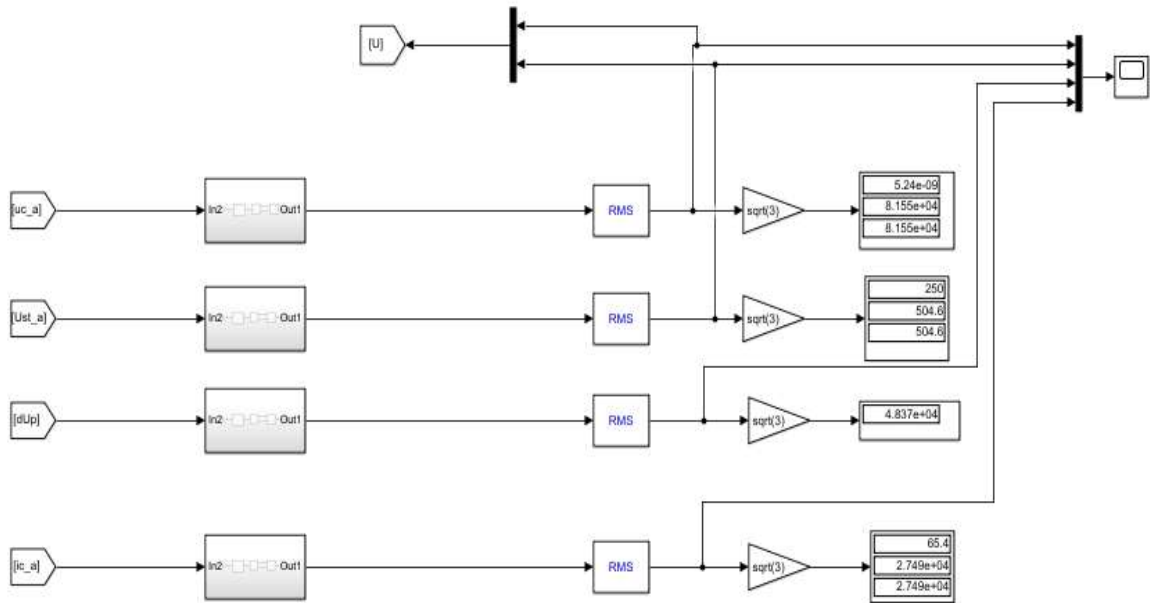 [U]
[uc_a]
In2
Out1
RMS
sqrt(3)
5.24e-09
8.155e+04
8.155e+04
[Ust_a]
In2
Out1
RMS
sqrt(3)
250
504.6
504.6
[dUp]
In2
Out1
RMS
sqrt(3)
4.837e+04
[ic_a]
In2
Out1
RMS
sqrt(3)
65.4
2.749e+04
2.749e+04